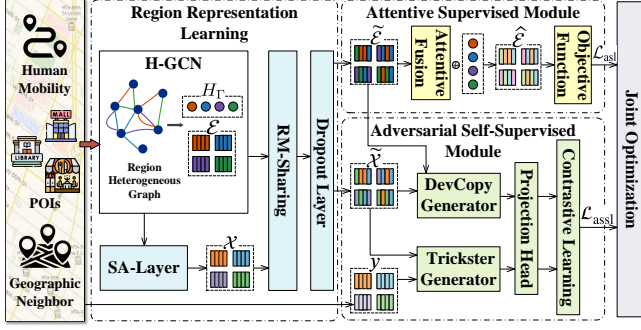 Human
Mobility
MALL
LIBRARY
POIs
Geographic
Neighbor
Region Representation
Learning
H-GCN
H_Γ
ℰ
Region
Heterogeneous
Graph
SA-Layer
𝒳
RM-Sharing
Dropout Layer
Attentive Supervised Module
ℰ̃
Attentive
Fusion
⊕
ℰ̂
Objective
Function
ℒ_asl
Adversarial Self-Supervised
Module
𝒳̃
DevCopy
Generator
y
Trickster
Generator
Projection Head
Contrastive Learning
ℒ_assl
Joint Optimization